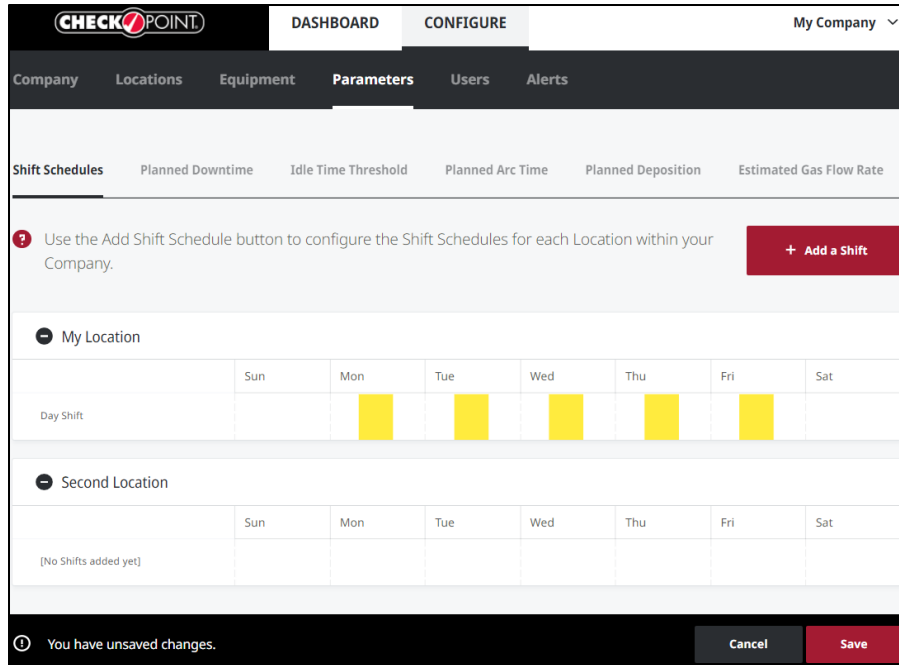 CHECKPOINT. DASHBOARD CONFIGURE My Company
Company Locations Equipment Parameters Users Alerts
Shift Schedules Planned Downtime Idle Time Threshold Planned Arc Time Planned Deposition Estimated Gas Flow Rate
? Use the Add Shift Schedule button to configure the Shift Schedules for each Location within your
Company.
+ Add a Shift
My Location
Sun Mon Tue Wed Thu Fri Sat
Day Shift
Second Location
Sun Mon Tue Wed Thu Fri Sat
[No Shifts added yet]
! You have unsaved changes. Cancel Save